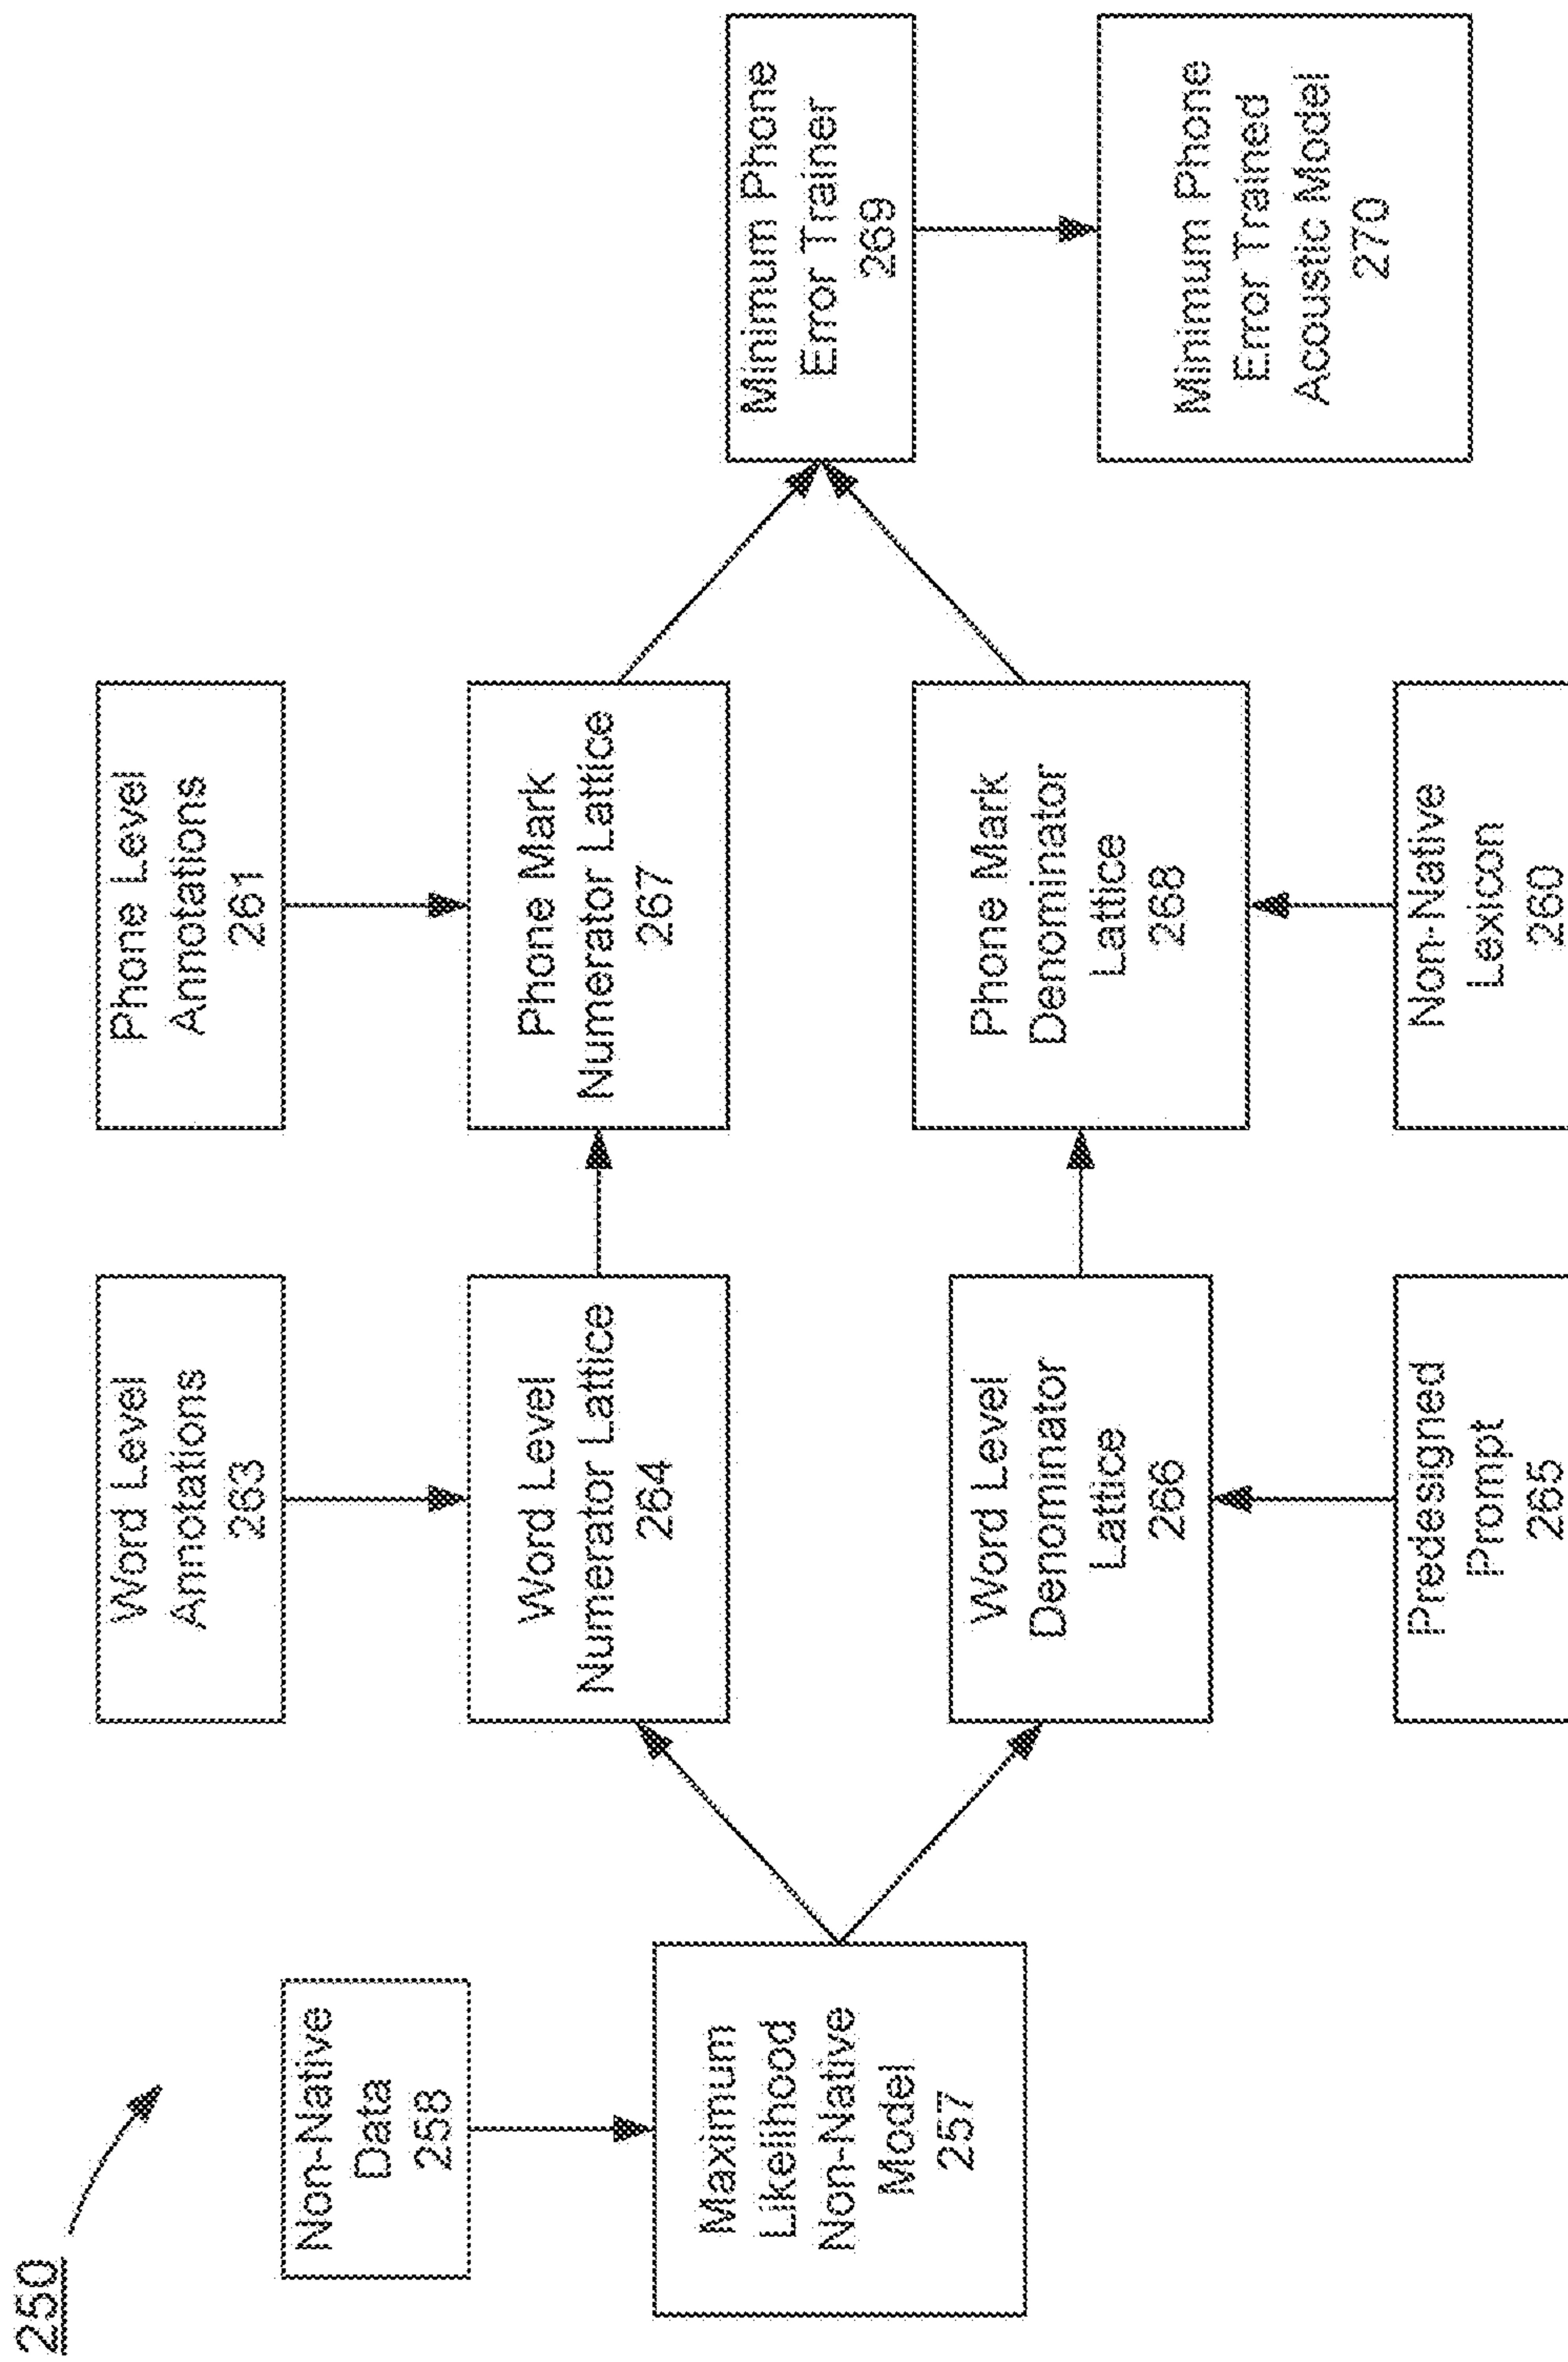 250
Non-Native
Data
258
Maximum
Likelihood
Non-Native
Model
257
Word Level
Annotations
263
Word Level
Numerator Lattice
264
Word Level
Denominator
Lattice
266
Predesigned
Prompt
265
Phone Level
Annotations
261
Phone Mark
Numerator Lattice
267
Phone Mark
Denominator
Lattice
268
Non-Native
Lexicon
260
Minimum Phone
Error Trainer
269
Minimum Phone
Error Trained
Acoustic Model
270